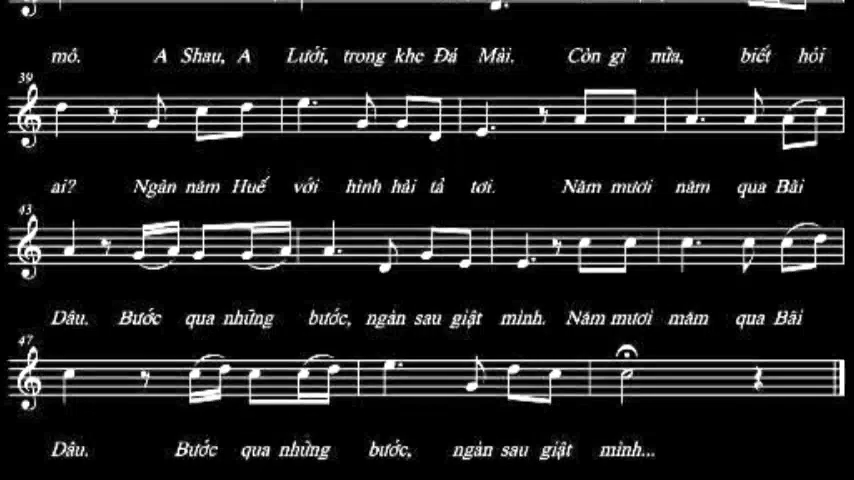 mô. A Shau, A Lưới, trong khe Đá Mài. Còn gì nữa, biết hỏi
39
ai? Ngàn năm Huế với hình hài tả tơi. Năm mươi năm qua Bãi
43
Dâu. Bước qua những bước, ngàn sau giật mình. Năm mươi măm qua Bãi
47
Dâu. Bước qua những bước, ngàn sau giật mình...